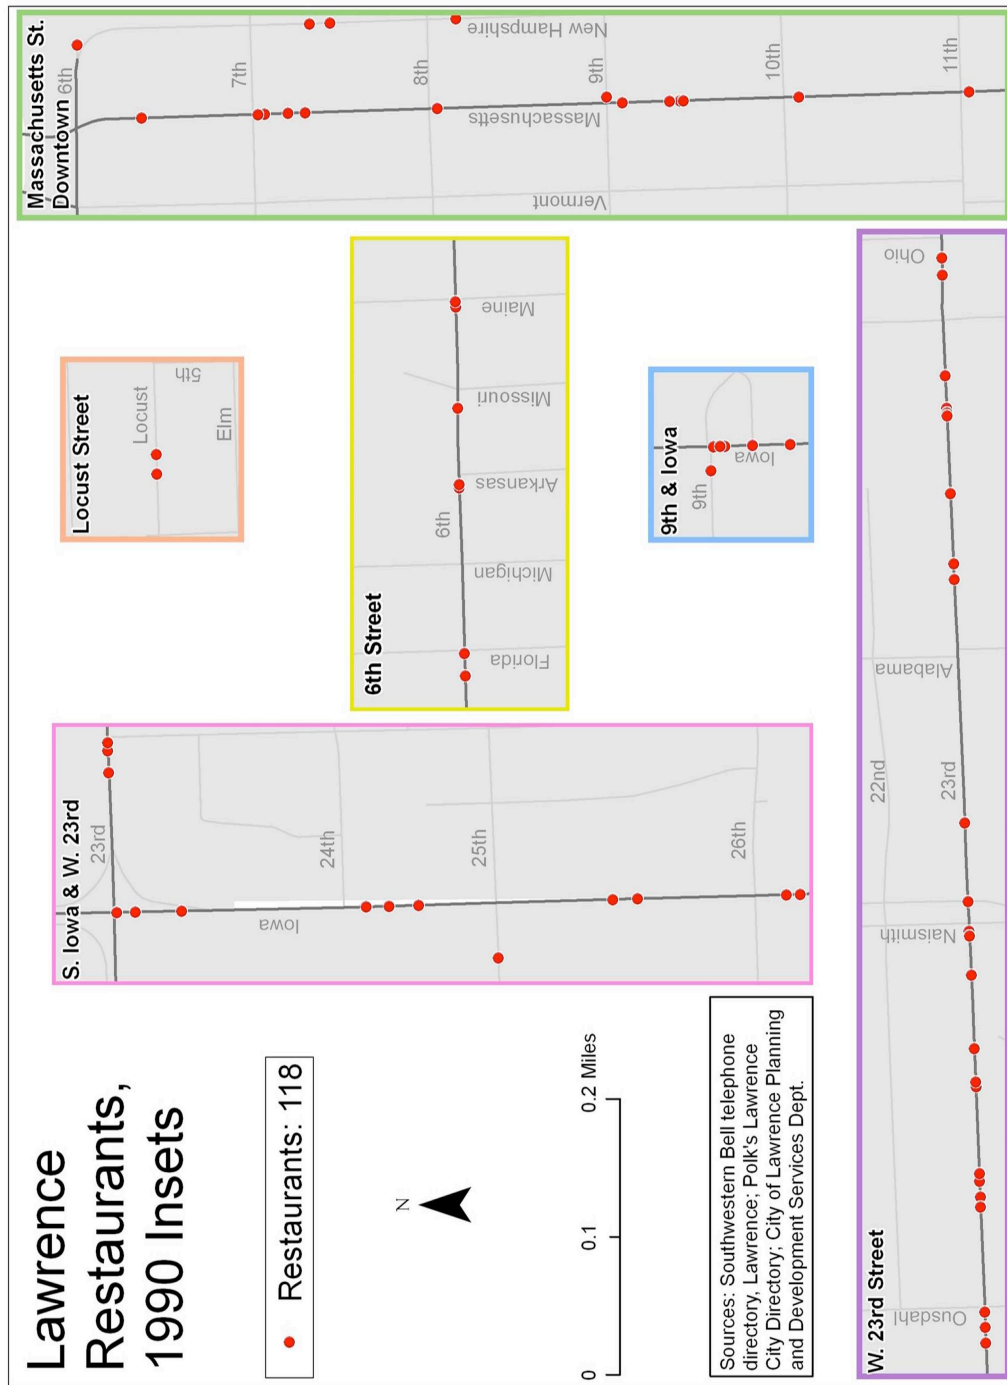 Lawrence
Restaurants,
1990 Insets
Restaurants: 118
N
0
0.1
0.2 Miles
Sources: Southwestern Bell telephone
directory, Lawrence; Polk's Lawrence
City Directory; City of Lawrence Planning
and Development Services Dept.
S. Iowa & W. 23rd
23rd
Iowa
24th
25th
26th
6th Street
Florida
Michigan
6th
Arkansas
Missouri
Maine
Locust Street
Locust
5th
Elm
9th & Iowa
9th
Iowa
Massachusetts St.
Downtown
6th
7th
8th
9th
10th
11th
New Hampshire
Massachusetts
Vermont
W. 23rd Street
Ousdahl
Naismith
22nd
23rd
Alabama
Ohio